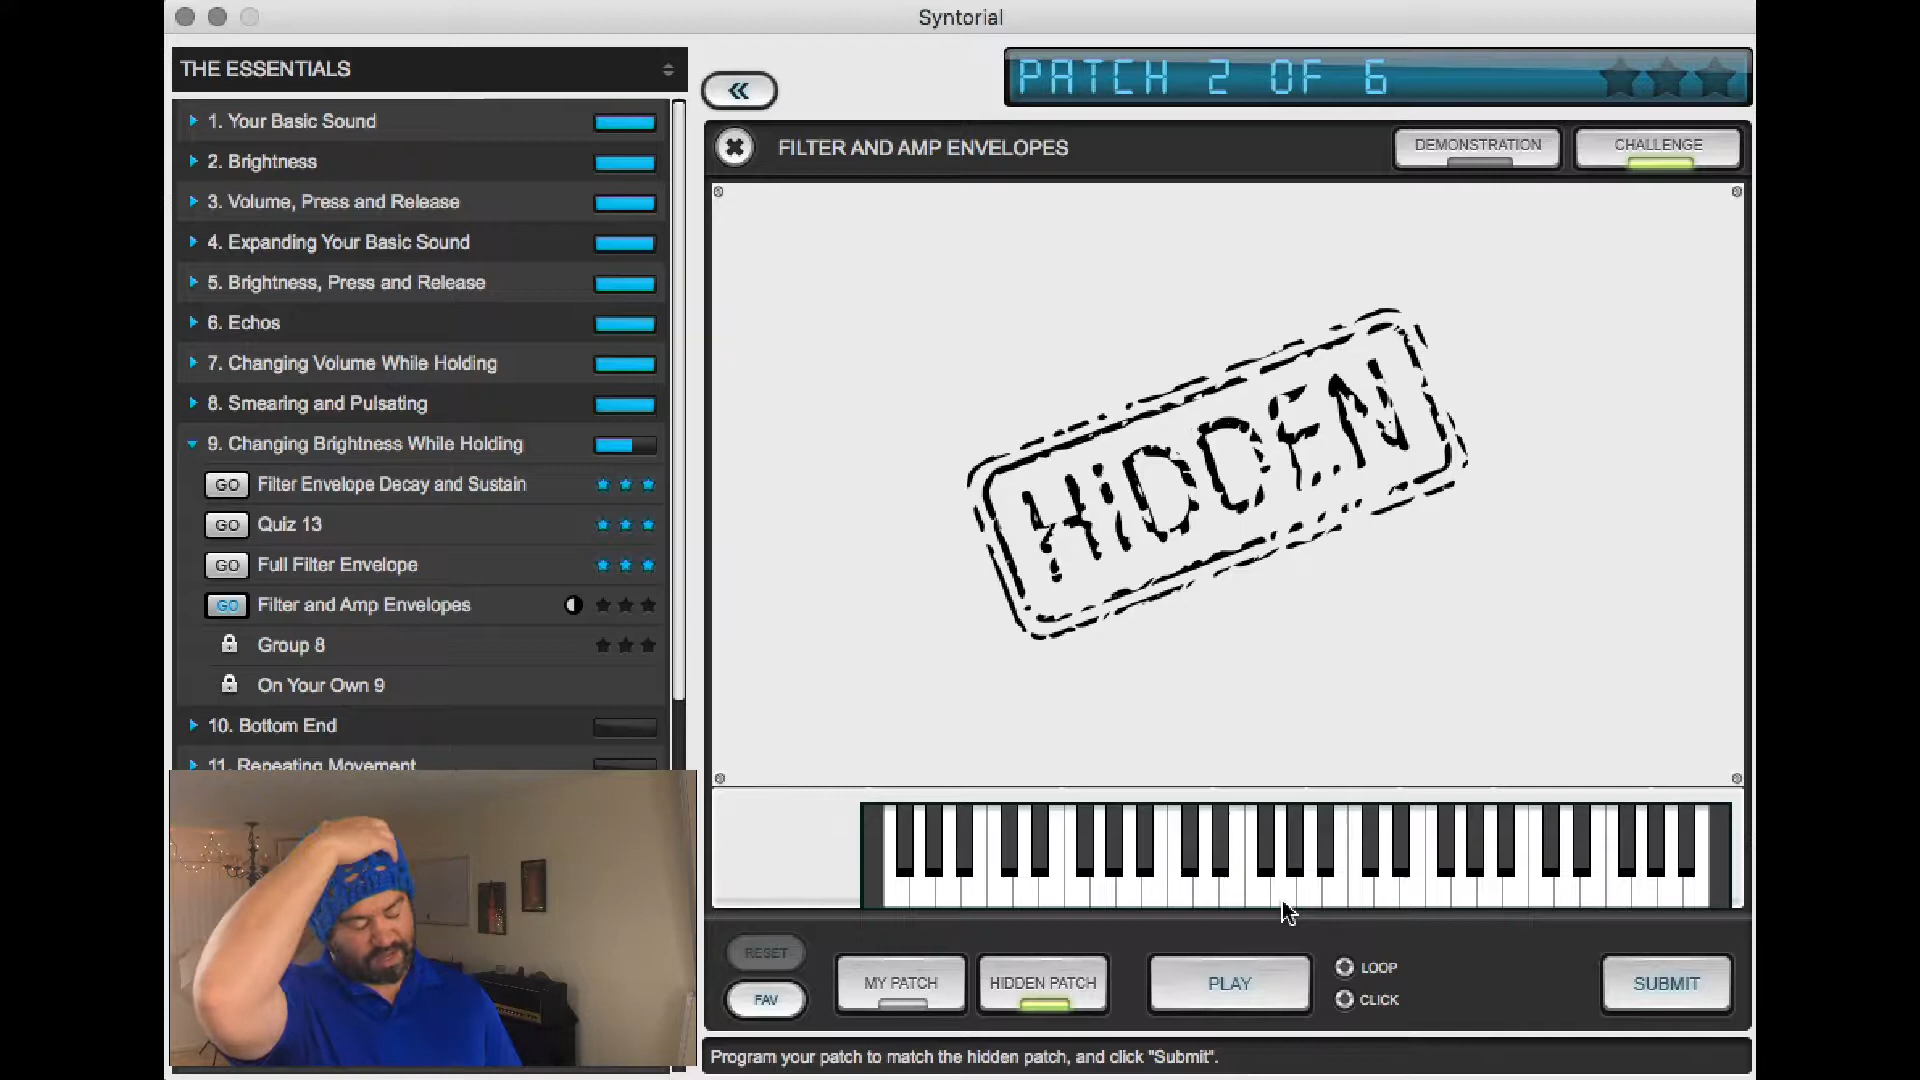 Syntorial
THE ESSENTIALS
1. Your Basic Sound
2. Brightness
3. Volume, Press and Release
4. Expanding Your Basic Sound
5. Brightness, Press and Release
6. Echos
7. Changing Volume While Holding
8. Smearing and Pulsating
9. Changing Brightness While Holding
GO Filter Envelope Decay and Sustain
GO Quiz 13
GO Full Filter Envelope
GO Filter and Amp Envelopes
Group 8
On Your Own 9
10. Bottom End
11. Repeating Movement
PATCH 2 OF 6
FILTER AND AMP ENVELOPES
DEMONSTRATION
CHALLENGE
HiDDEN
RESET
FAV
MY PATCH
HIDDEN PATCH
PLAY
LOOP
CLICK
SUBMIT
Program your patch to match the hidden patch, and click "Submit".